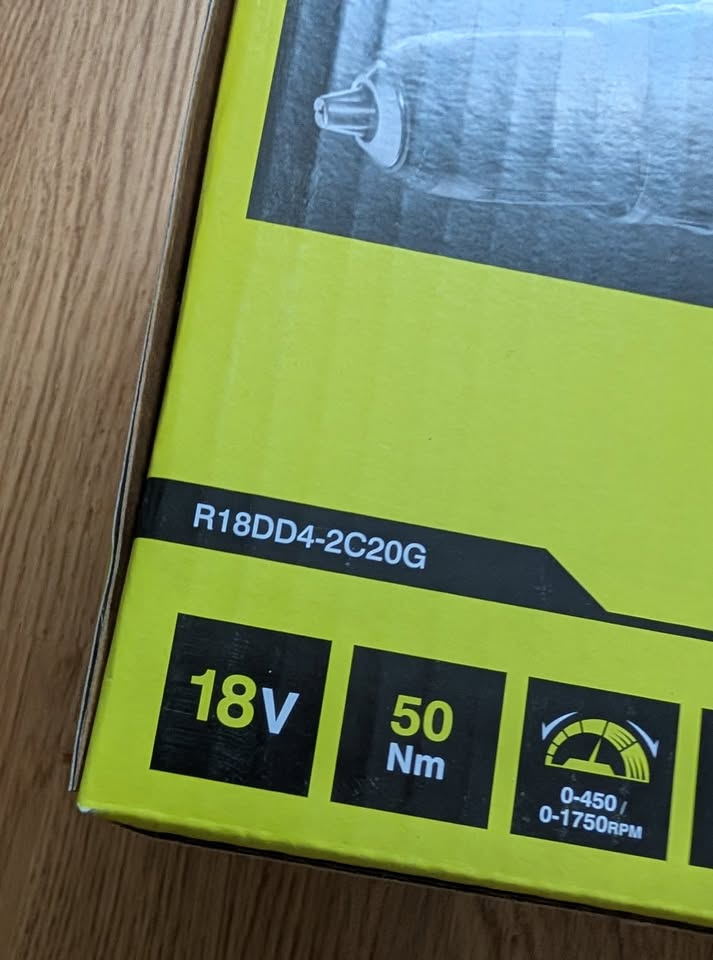 R18DD4-2C20G
18V
50
Nm
0-450 /
0-1750RPM